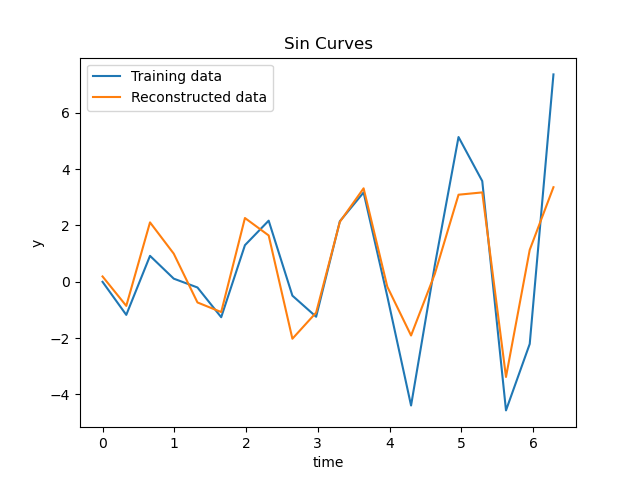 Sin Curves
Training data
Reconstructed data
6
4
2
0
−2
−4
y
0 1 2 3 4 5 6
time